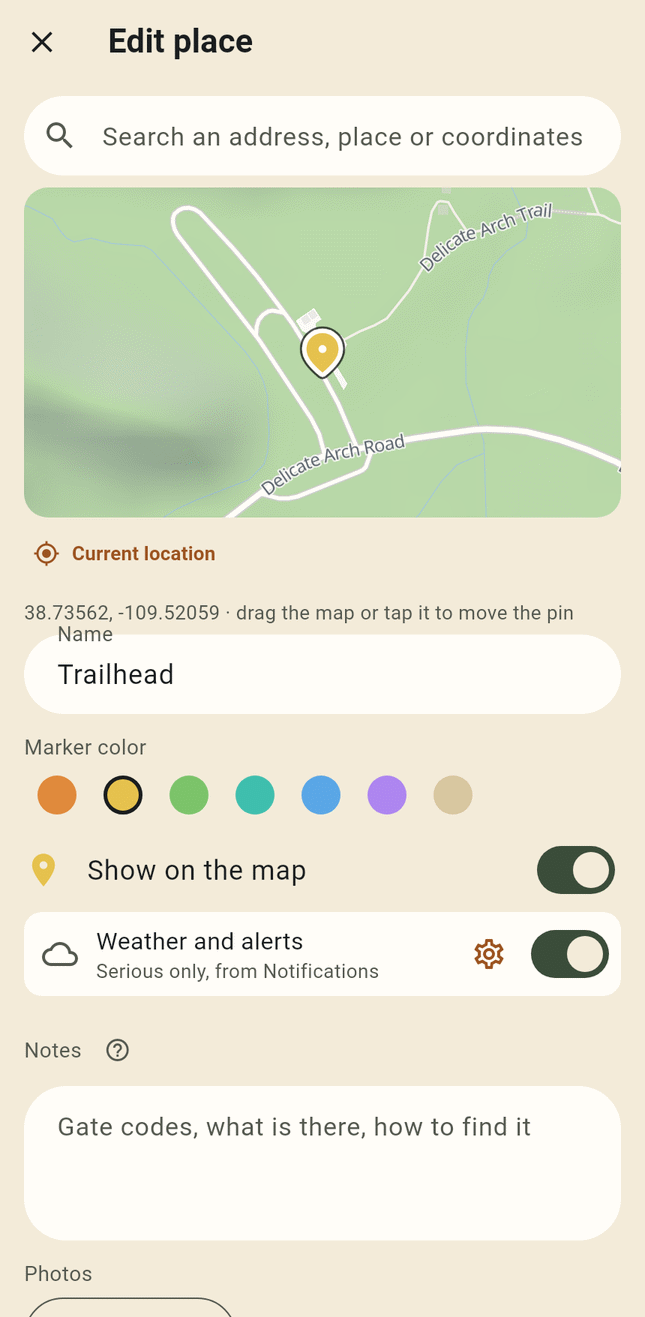 Edit place
Search an address, place or coordinates
Delicate Arch Trail
Delicate Arch Road
Current location
38.73562, -109.52059 · drag the map or tap it to move the pin
Name
Trailhead
Marker color
Show on the map
Weather and alerts
Serious only, from Notifications
Notes
Gate codes, what is there, how to find it
Photos